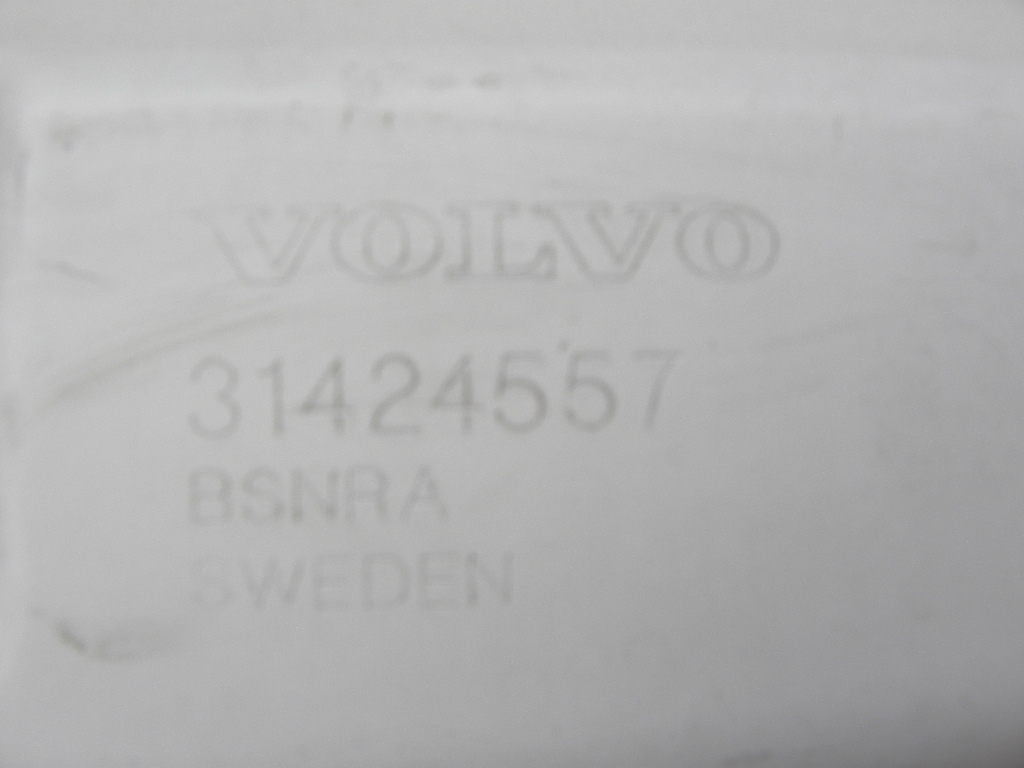 VOLVO
31424557
BSNRA
SWEDEN